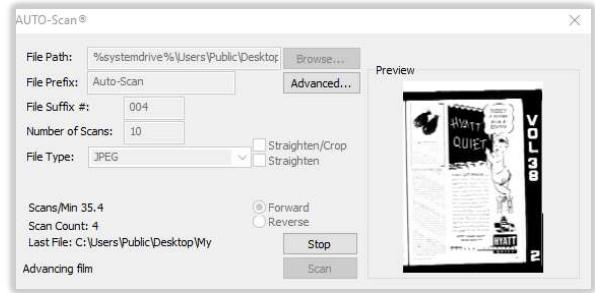 AUTO-Scan®
File Path: %systemdrive%\Users\Public\Desktop Browse...
File Prefix: Auto-Scan Advanced...
File Suffix #: 004
Number of Scans: 10
Straighten/Crop
File Type: JPEG Straighten
Scans/Min 35.4 Forward
Scan Count: 4 Reverse
Last File: C:\Users\Public\Desktop\My Stop
Advancing film Scan
Preview
HYATT
QUIET
VOL38
HYATT
2